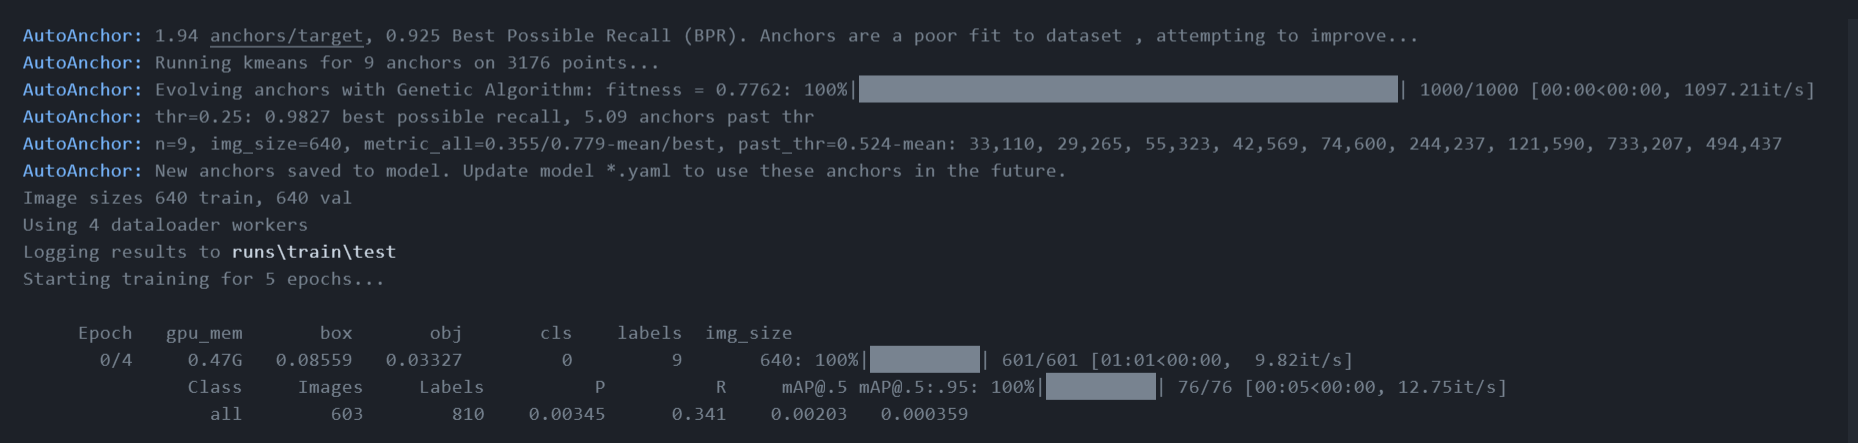 AutoAnchor: 1.94 anchors/target, 0.925 Best Possible Recall (BPR). Anchors are a poor fit to dataset , attempting to improve...
AutoAnchor: Running kmeans for 9 anchors on 3176 points...
AutoAnchor: Evolving anchors with Genetic Algorithm: fitness = 0.7762: 100%|██████████| 1000/1000 [00:00<00:00, 1097.21it/s]
AutoAnchor: thr=0.25: 0.9827 best possible recall, 5.09 anchors past thr
AutoAnchor: n=9, img_size=640, metric_all=0.355/0.779-mean/best, past_thr=0.524-mean: 33,110, 29,265, 55,323, 42,569, 74,600, 244,237, 121,590, 733,207, 494,437
AutoAnchor: New anchors saved to model. Update model *.yaml to use these anchors in the future.
Image sizes 640 train, 640 val
Using 4 dataloader workers
Logging results to runs\train\test
Starting training for 5 epochs...
Epoch gpu_mem box obj cls labels img_size
0/4 0.47G 0.08559 0.03327 0 9 640: 100%|██████████| 601/601 [01:01<00:00, 9.82it/s]
Class Images Labels P R mAP@.5 mAP@.5:.95: 100%|██████████| 76/76 [00:05<00:00, 12.75it/s]
all 603 810 0.00345 0.341 0.00203 0.000359